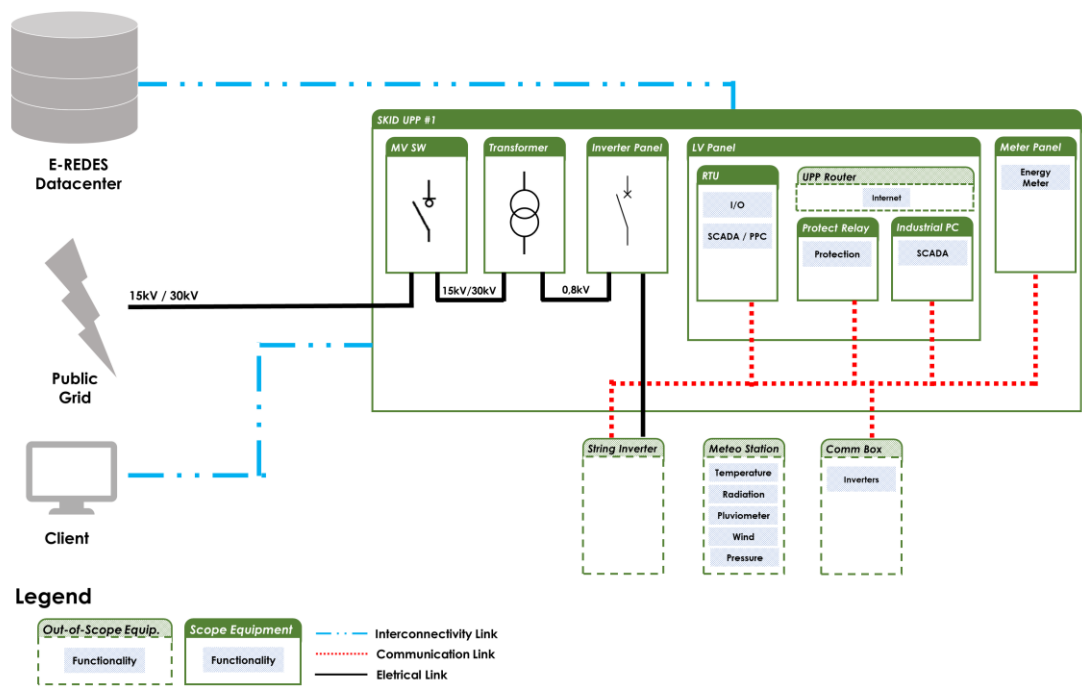 E-REDES
Datacenter
SKID UPP #1
MV SW
Transformer
Inverter Panel
LV Panel
Meter Panel
RTU
I/O
SCADA / PPC
UPP Router
Internet
Protect Relay
Protection
Industrial PC
SCADA
Energy
Meter
15kV / 30kV
15kV/30kV
0,8kV
Public
Grid
Client
String Inverter
Meteo Station
Temperature
Radiation
Pluviometer
Wind
Pressure
Comm Box
Inverters
Legend
Out-of-Scope Equip.
Functionality
Scope Equipment
Functionality
Interconnectivity Link
Communication Link
Eletrical Link